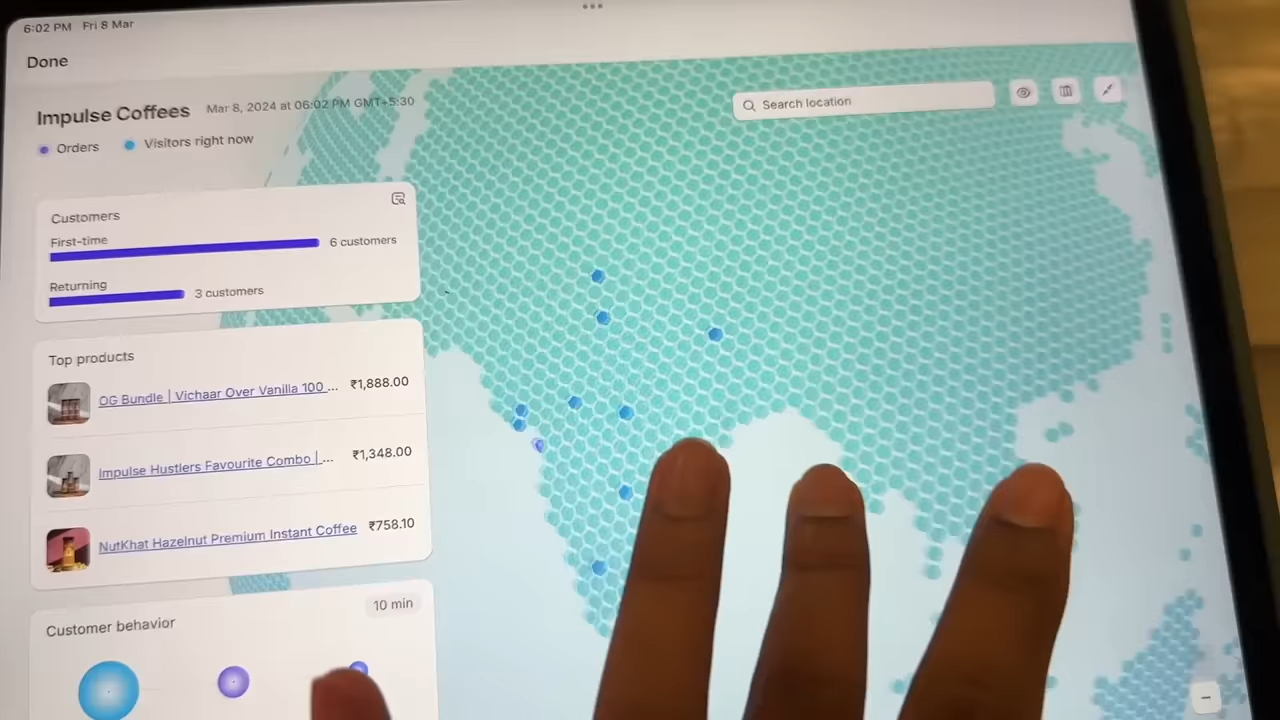 6:02 PM Fri 8 Mar
Done
Impulse Coffees Mar 8, 2024 at 06:02 PM GMT+5:30
Search location
Orders Visitors right now
Customers
First-time
6 customers
Returning
3 customers
Top products
OG Bundle | Vichaar Over Vanilla 100 ... ₹1,888.00
Impulse Hustlers Favourite Combo | ... ₹1,348.00
NutKhat Hazelnut Premium Instant Coffee ₹758.10
Customer behavior 10 min